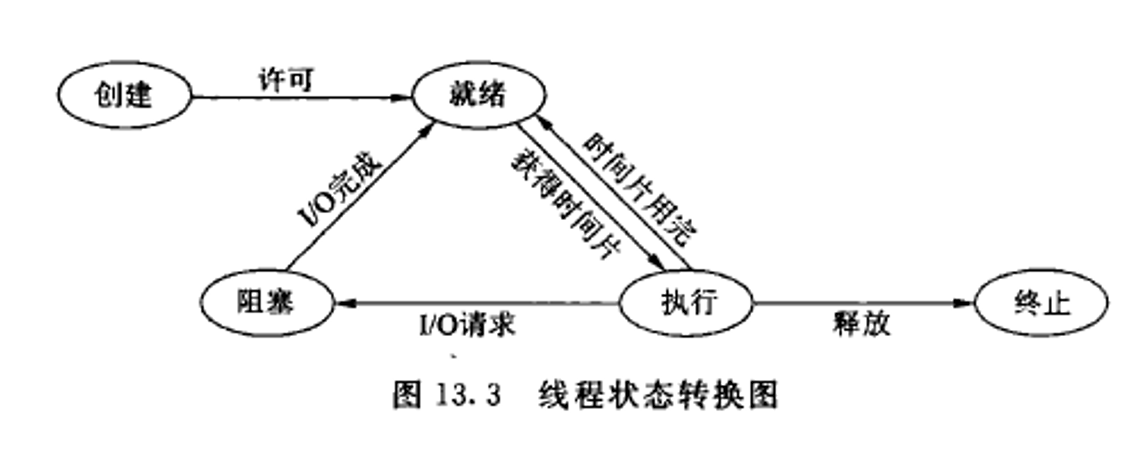 创建
许可
就绪
I/O完成
获得时间片
时间片用完
阻塞
I/O请求
执行
释放
终止
图 13.3 线程状态转换图